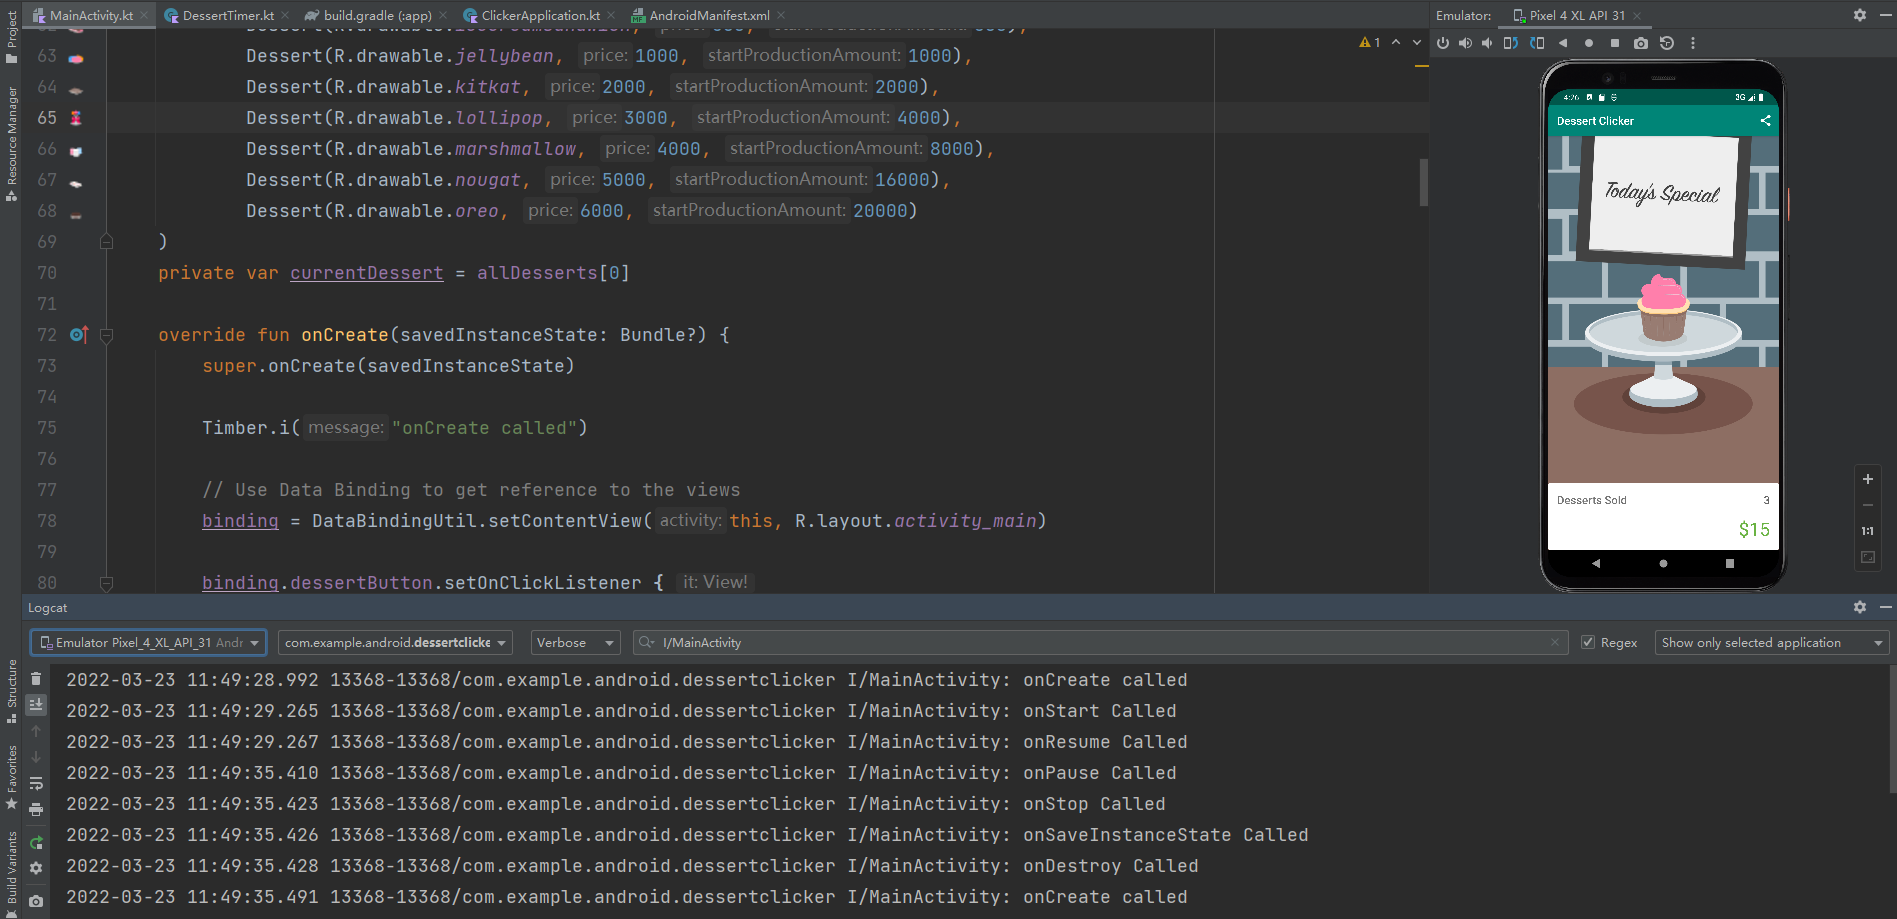 MainActivity.kt
DessertTimer.kt
build.gradle (:app)
ClickerApplication.kt
AndroidManifest.xml
Emulator:
Pixel 4 XL API 31
Project
Resource Manager
Structure
Favorites
Build Variants
1
63 Dessert(R.drawable.jellybean, price: 1000, startProductionAmount: 1000),
64 Dessert(R.drawable.kitkat, price: 2000, startProductionAmount: 2000),
65 Dessert(R.drawable.lollipop, price: 3000, startProductionAmount: 4000),
66 Dessert(R.drawable.marshmallow, price: 4000, startProductionAmount: 8000),
67 Dessert(R.drawable.nougat, price: 5000, startProductionAmount: 16000),
68 Dessert(R.drawable.oreo, price: 6000, startProductionAmount: 20000)
69 )
70 private var currentDessert = allDesserts[0]
71
72 override fun onCreate(savedInstanceState: Bundle?) {
73 super.onCreate(savedInstanceState)
74
75 Timber.i( message: "onCreate called")
76
77 // Use Data Binding to get reference to the views
78 binding = DataBindingUtil.setContentView( activity: this, R.layout.activity_main)
79
80 binding.dessertButton.setOnClickListener { it: View!
4:26
3G
Dessert Clicker
Today's Special
Desserts Sold 3
$15
1:1
Logcat
Emulator Pixel_4_XL_API_31 Andr
com.example.android.dessertclicke
Verbose
I/MainActivity
Regex
Show only selected application
2022-03-23 11:49:28.992 13368-13368/com.example.android.dessertclicker I/MainActivity: onCreate called
2022-03-23 11:49:29.265 13368-13368/com.example.android.dessertclicker I/MainActivity: onStart Called
2022-03-23 11:49:29.267 13368-13368/com.example.android.dessertclicker I/MainActivity: onResume Called
2022-03-23 11:49:35.410 13368-13368/com.example.android.dessertclicker I/MainActivity: onPause Called
2022-03-23 11:49:35.423 13368-13368/com.example.android.dessertclicker I/MainActivity: onStop Called
2022-03-23 11:49:35.426 13368-13368/com.example.android.dessertclicker I/MainActivity: onSaveInstanceState Called
2022-03-23 11:49:35.428 13368-13368/com.example.android.dessertclicker I/MainActivity: onDestroy Called
2022-03-23 11:49:35.491 13368-13368/com.example.android.dessertclicker I/MainActivity: onCreate called